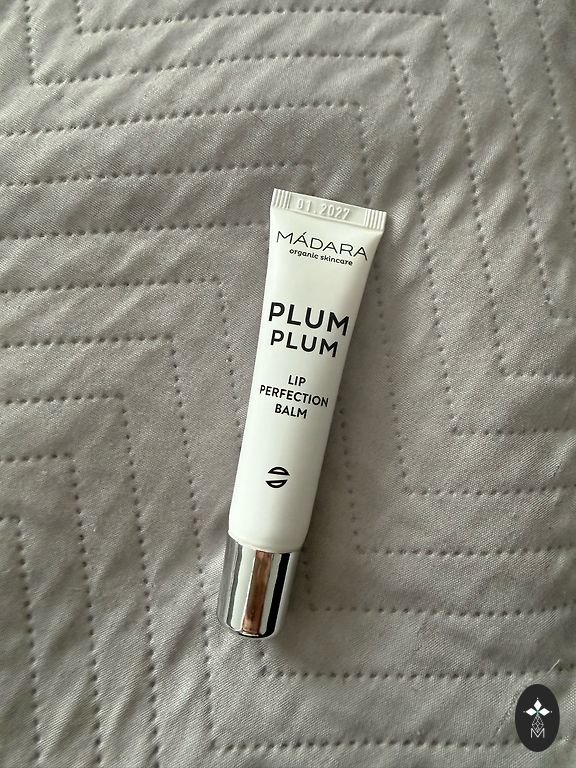 01.2027
MÁDARA
organic skincare
PLUM
PLUM
LIP
PERFECTION
BALM
M